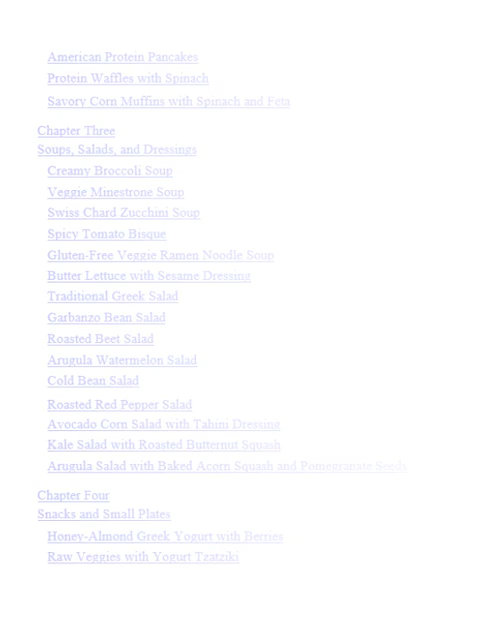 American Protein Pancakes
Protein Waffles with Spinach
Savory Corn Muffins with Spinach and Feta
Chapter Three
Soups, Salads, and Dressings
Creamy Broccoli Soup
Veggie Minestrone Soup
Swiss Chard Zucchini Soup
Spicy Tomato Bisque
Gluten-Free Veggie Ramen Noodle Soup
Butter Lettuce with Sesame Dressing
Traditional Greek Salad
Garbanzo Bean Salad
Roasted Beet Salad
Arugula Watermelon Salad
Cold Bean Salad
Roasted Red Pepper Salad
Avocado Corn Salad with Tahini Dressing
Kale Salad with Roasted Butternut Squash
Arugula Salad with Baked Acorn Squash and Pomegranate Seeds
Chapter Four
Snacks and Small Plates
Honey-Almond Greek Yogurt with Berries
Raw Veggies with Yogurt Tzatziki